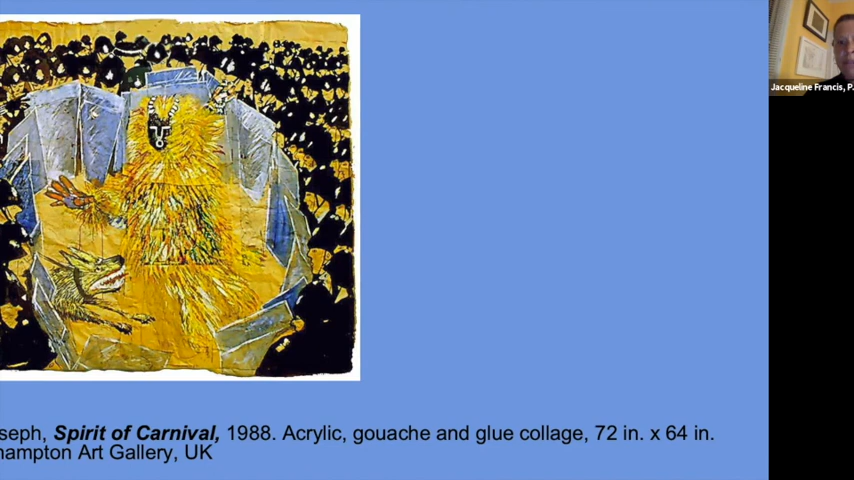 Jacqueline Francis, P
seph, Spirit of Carnival, 1988. Acrylic, gouache and glue collage, 72 in. x 64 in.
hampton Art Gallery, UK